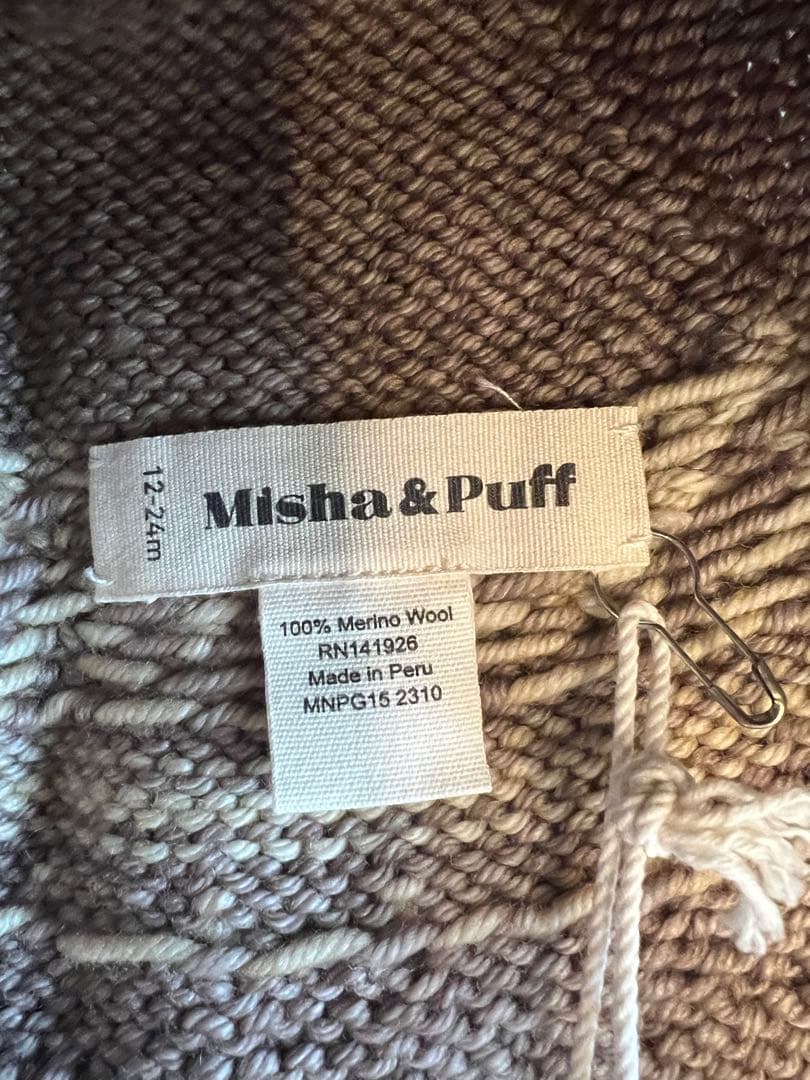 Misha & Puff
12-24m
100% Merino Wool
RN141926
Made in Peru
MNPG15 2310